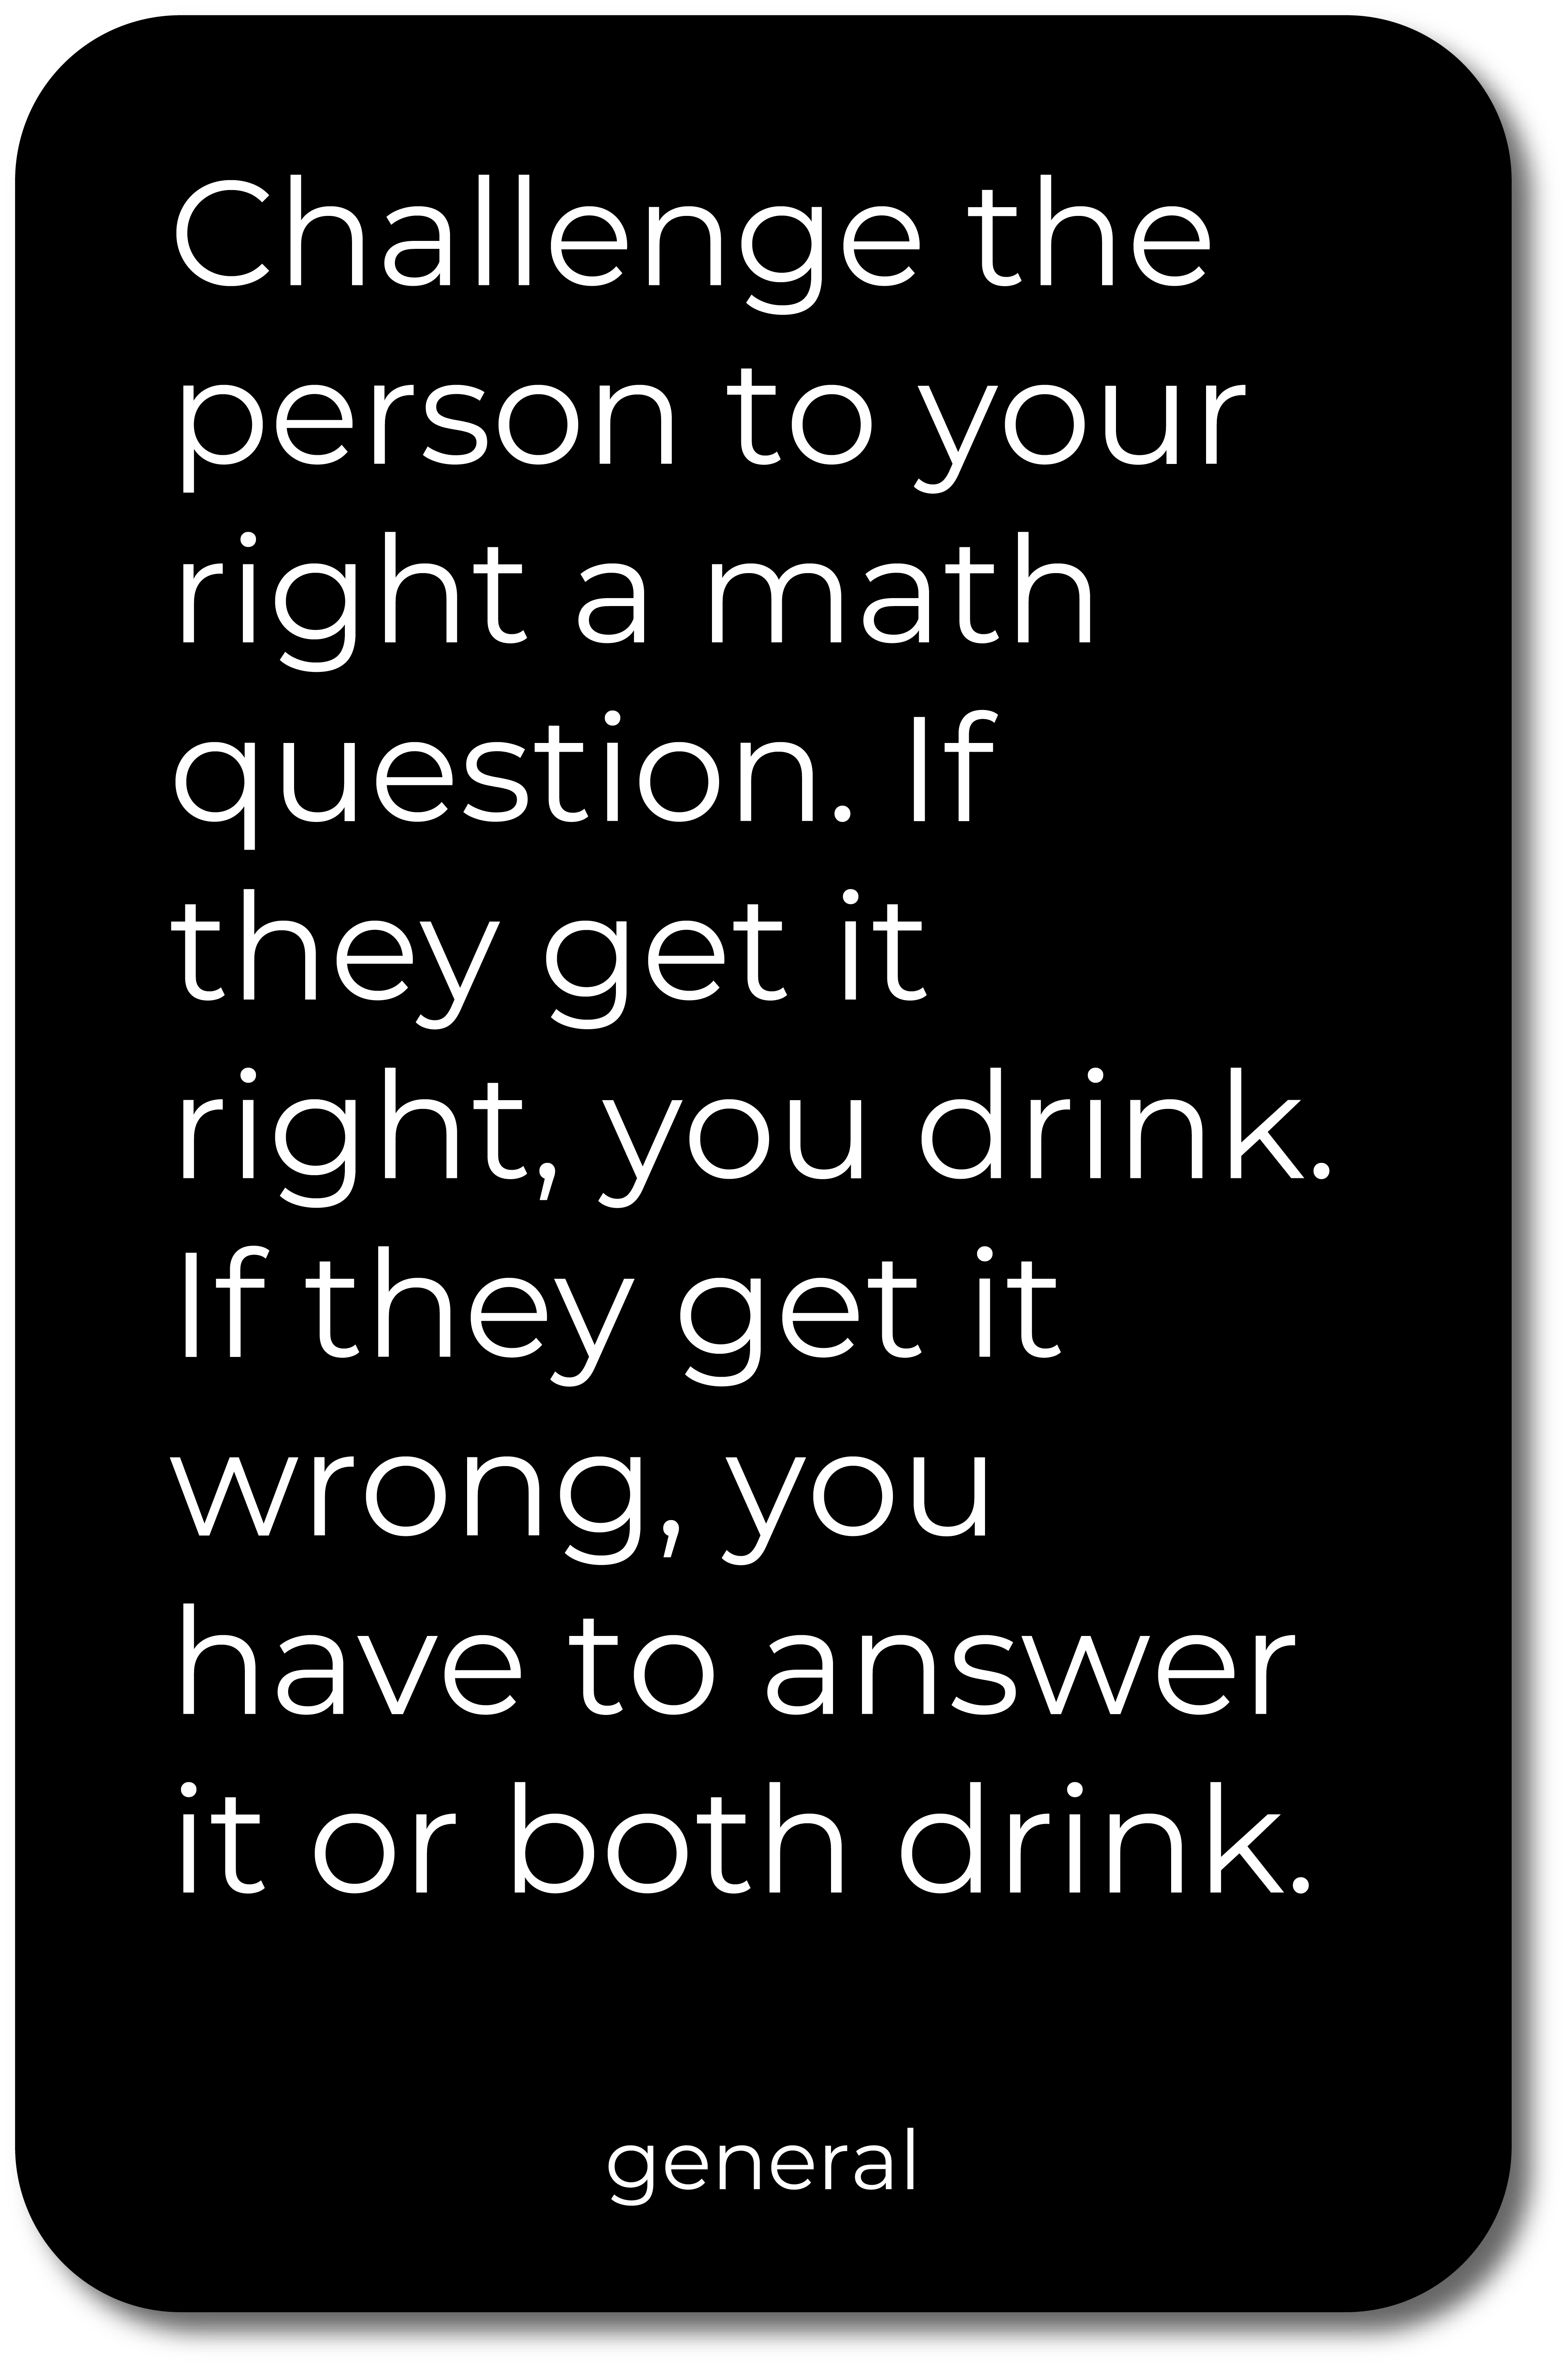 Challenge the
person to your
right a math
question. If
they get it
right, you drink.
If they get it
wrong, you
have to answer
it or both drink.
general